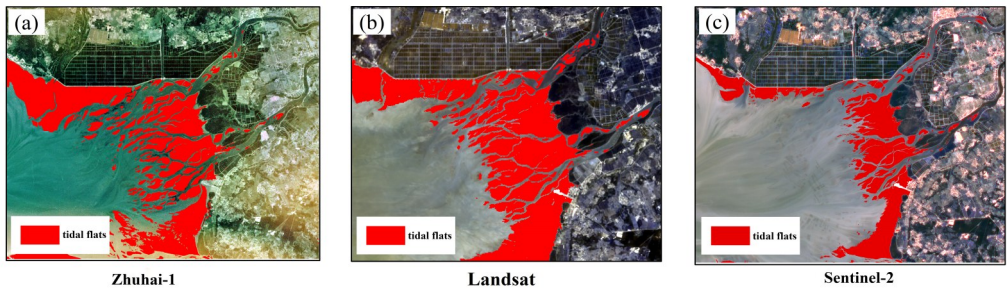 (a)
(b)
(c)
tidal flats
tidal flats
tidal flats
Zhuhai-1
Landsat
Sentinel-2